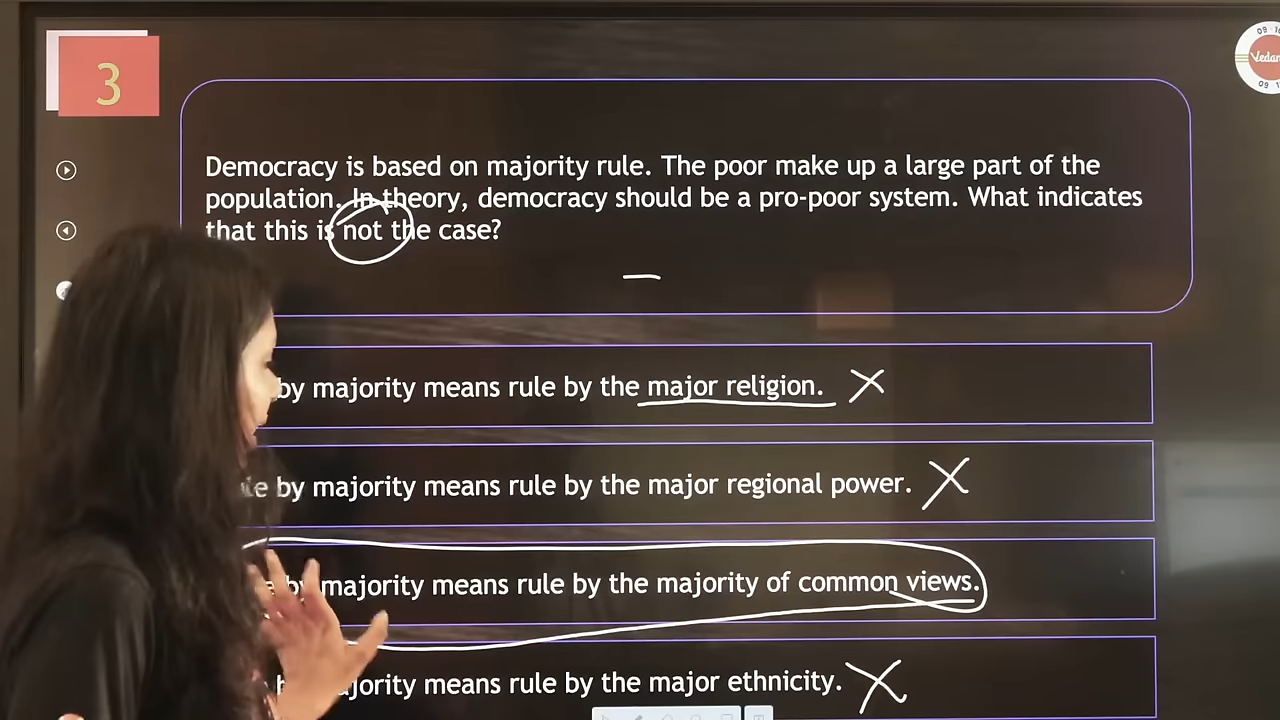 3
Democracy is based on majority rule. The poor make up a large part of the
population. In theory, democracy should be a pro-poor system. What indicates
that this is not the case?
by majority means rule by the major religion.
by majority means rule by the major regional power.
majority means rule by the majority of common views.
means rule by the major ethnicity.